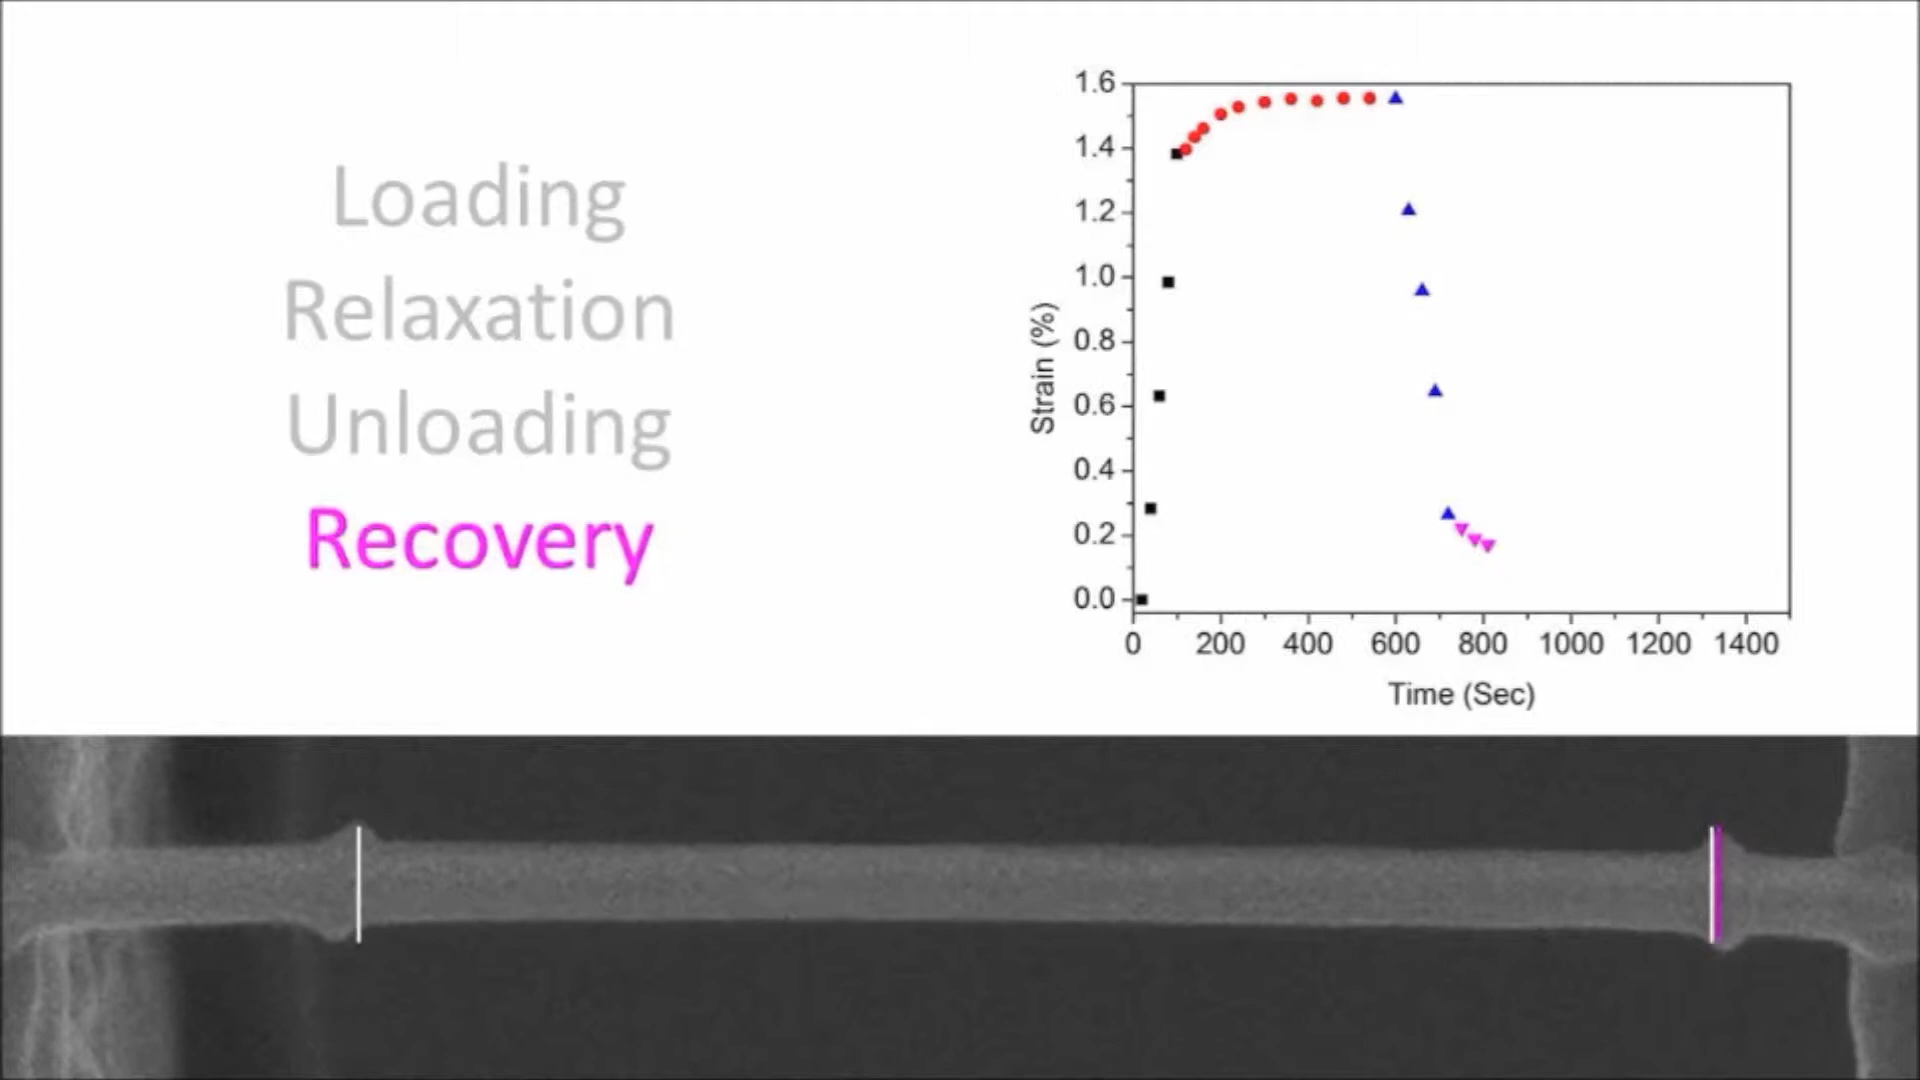 Loading
Relaxation
Unloading
Recovery
1.6
1.4
1.2
1.0
0.8
0.6
0.4
0.2
0.0
Strain (%)
0 200 400 600 800 1000 1200 1400
Time (Sec)